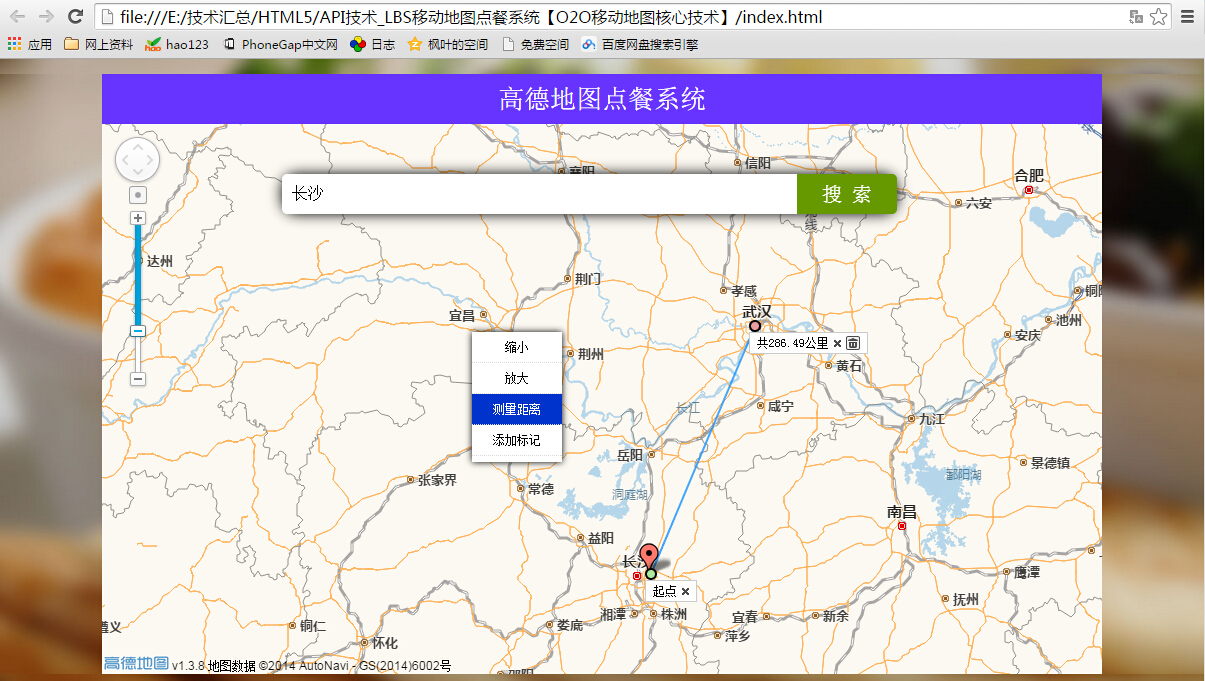 file:///E:/技术汇总/HTML5/API技术_LBS移动地图点餐系统【O2O移动地图核心技术】/index.html
应用 网上资料 hao123 PhoneGap中文网 日志 枫叶的空间 免费空间 百度网盘搜索引擎
高德地图点餐系统
信阳
襄阳
合肥
长沙
搜 索
六安
线
达州
荆门
孝感
铜陵
宜昌
武汉
池州
安庆
共286.49公里
缩小
荆州
黄石
放大
测量距离
长江
咸宁
九江
添加标记
岳阳
景德镇
张家界
常德
洞庭湖
鄱阳湖
南昌
益阳
长沙
鹰潭
起点
抚州
湘潭
株洲
宜春
新余
遵义
铜仁
娄底
萍乡
怀化
高德地图 v1.3.8 地图数据 ©2014 AutoNavi - GS(2014)6002号
邵阳